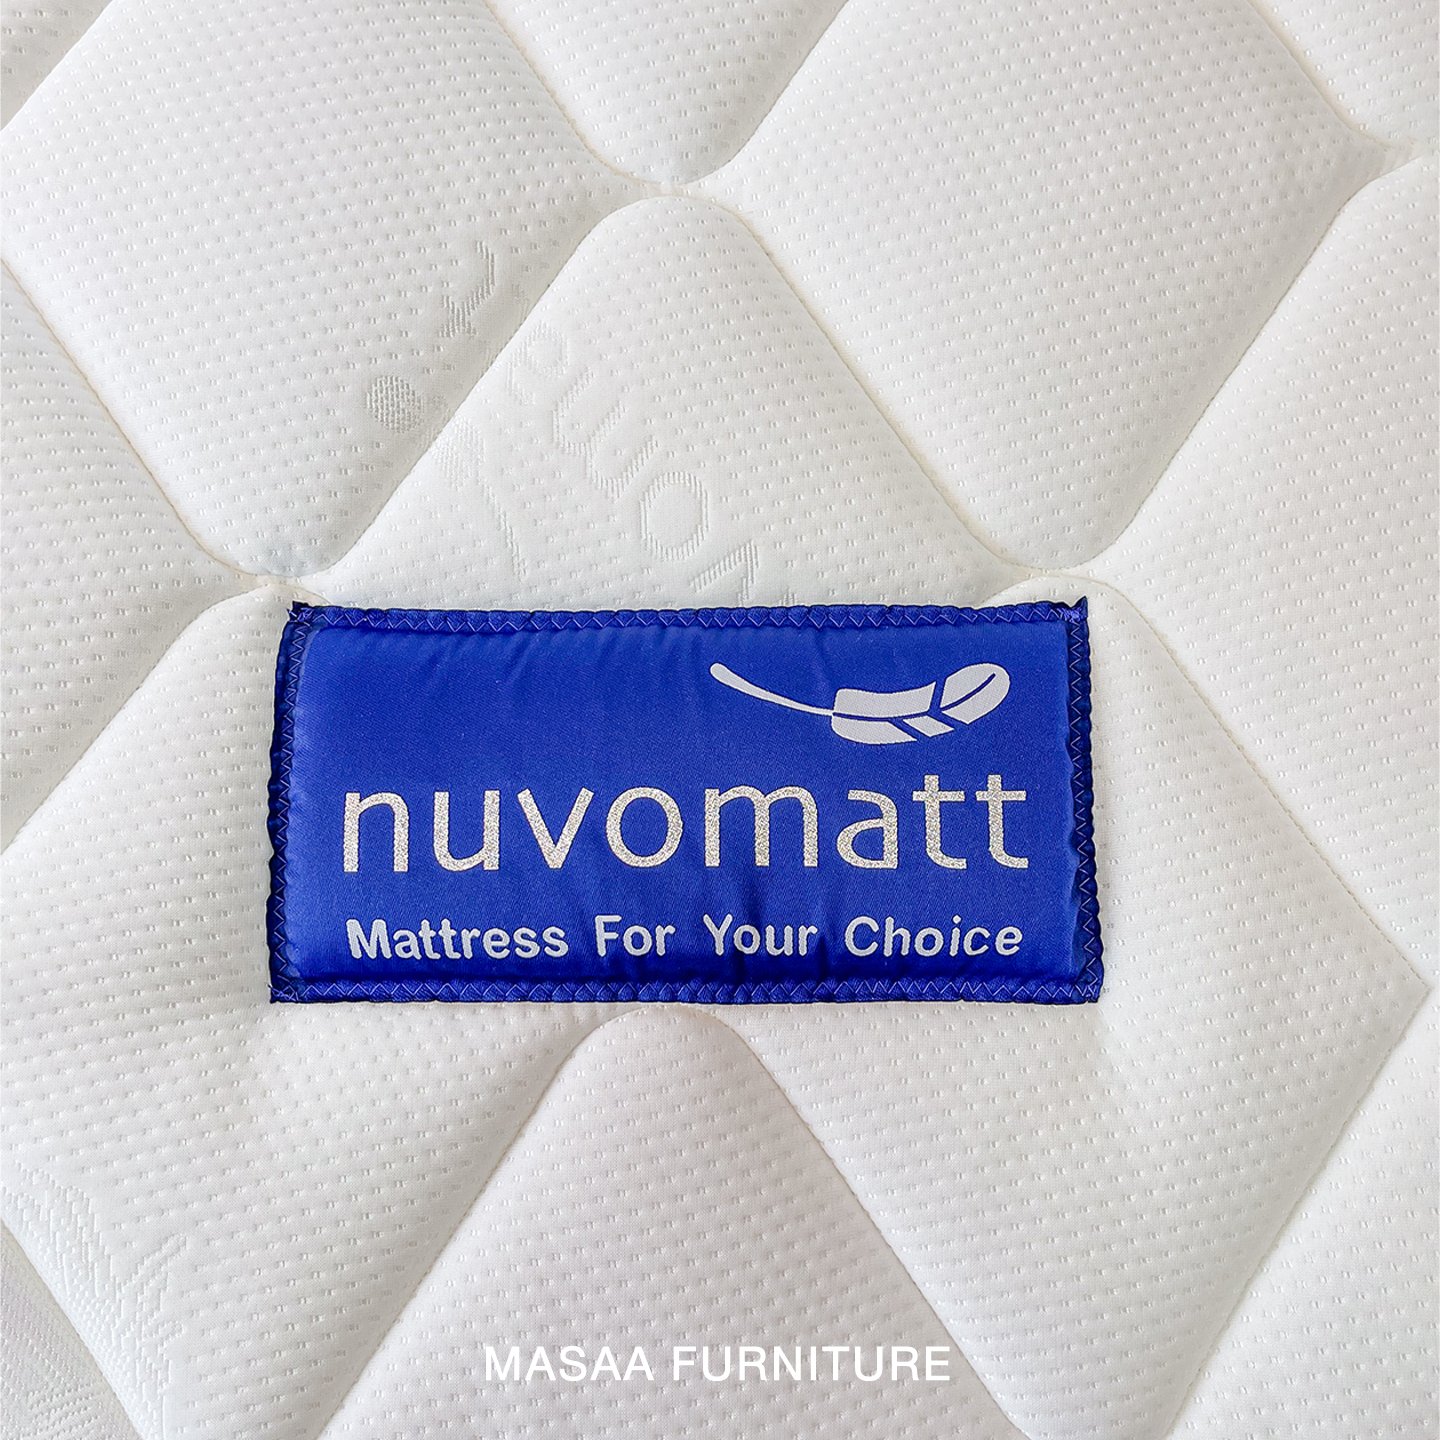 nuvomatt
Mattress For Your Choice
MASAA FURNITURE